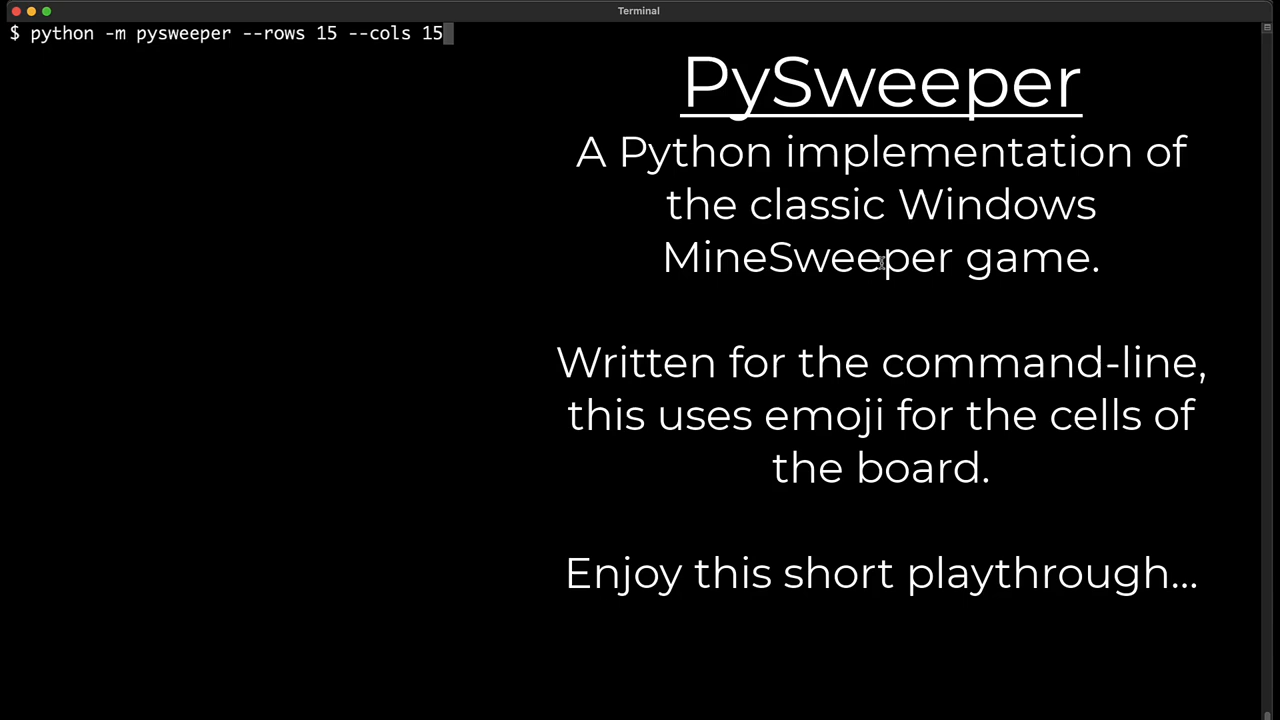 Terminal
$ python -m pysweeper --rows 15 --cols 15
PySweeper
A Python implementation of
the classic Windows
MineSweeper game.
Written for the command-line,
this uses emoji for the cells of
the board.
Enjoy this short playthrough...